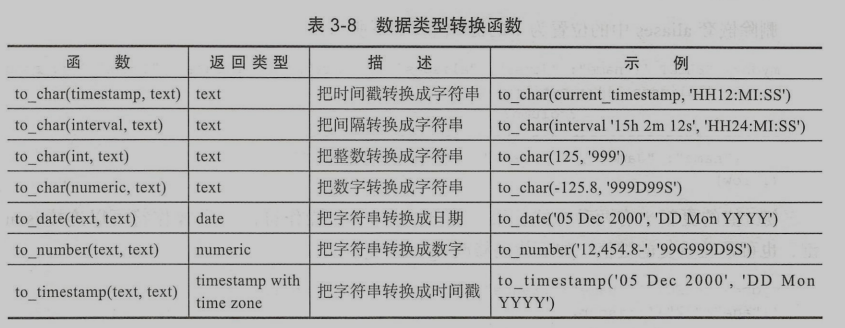 表 3-8 数据类型转换函数
函 数 返 回 类 型 描 述 示 例
to_char(timestamp, text) text 把时间戳转换成字符串 to_char(current_timestamp, 'HH12:MI:SS')
to_char(interval, text) text 把间隔转换成字符串 to_char(interval '15h 2m 12s', 'HH24:MI:SS')
to_char(int, text) text 把整数转换成字符串 to_char(125, '999')
to_char(numeric, text) text 把数字转换成字符串 to_char(-125.8, '999D99S')
to_date(text, text) date 把字符串转换成日期 to_date('05 Dec 2000', 'DD Mon YYYY')
to_number(text, text) numeric 把字符串转换成数字 to_number('12,454.8-', '99G999D9S')
to_timestamp(text, text) timestamp with time zone 把字符串转换成时间戳 to_timestamp('05 Dec 2000', 'DD Mon YYYY')